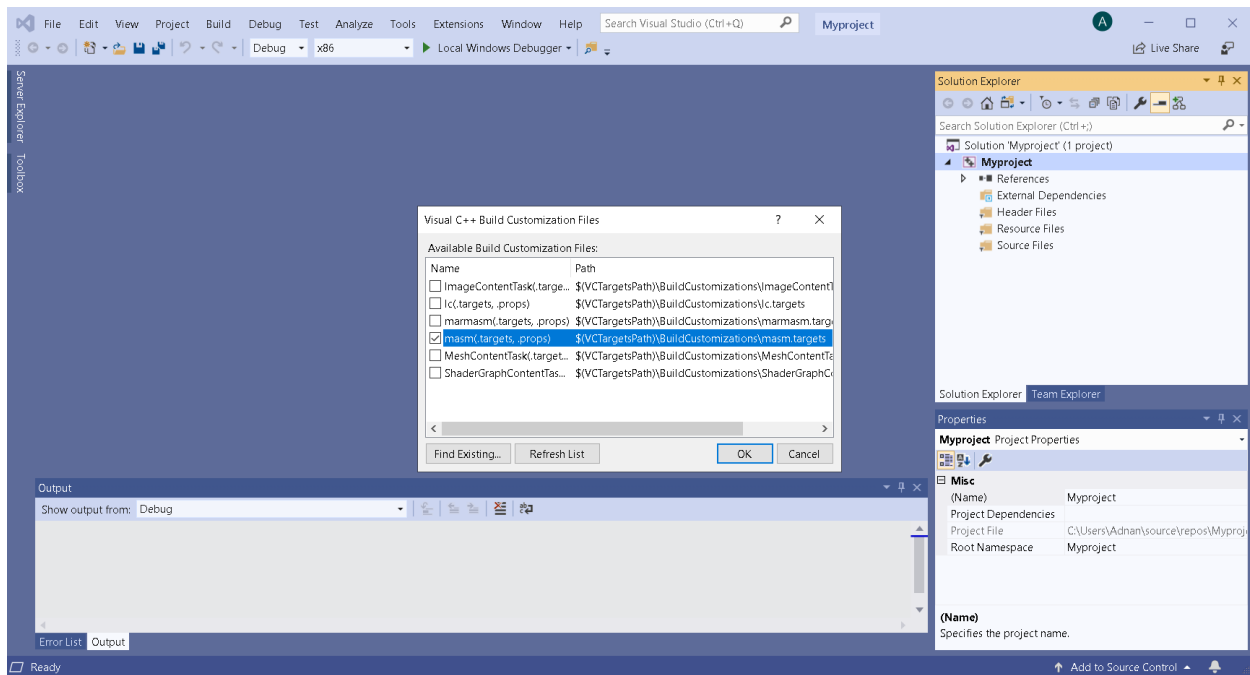 File Edit View Project Build Debug Test Analyze Tools Extensions Window Help Search Visual Studio (Ctrl+Q) Myproject A
Debug x86 Local Windows Debugger Live Share
Server Explorer
Toolbox
Solution Explorer
Search Solution Explorer (Ctrl+;)
Solution 'Myproject' (1 project)
Myproject
References
External Dependencies
Header Files
Resource Files
Source Files
Solution Explorer Team Explorer
Visual C++ Build Customization Files ?
Available Build Customization Files:
Name Path
ImageContentTask(.targe... $(VCTargetsPath)\BuildCustomizations\ImageContentT
lc(.targets, .props) $(VCTargetsPath)\BuildCustomizations\lc.targets
marmasm(.targets, .props) $(VCTargetsPath)\BuildCustomizations\marmasm.targ
masm(.targets, .props) $(VCTargetsPath)\BuildCustomizations\masm.targets
MeshContentTask(.target... $(VCTargetsPath)\BuildCustomizations\MeshContentTa
ShaderGraphContentTas... $(VCTargetsPath)\BuildCustomizations\ShaderGraphC
Find Existing... Refresh List OK Cancel
Properties
Myproject Project Properties
Misc
(Name) Myproject
Project Dependencies
Project File C:\Users\Adnan\source\repos\Myproj
Root Namespace Myproject
(Name)
Specifies the project name.
Output
Show output from: Debug
Error List Output
Ready Add to Source Control